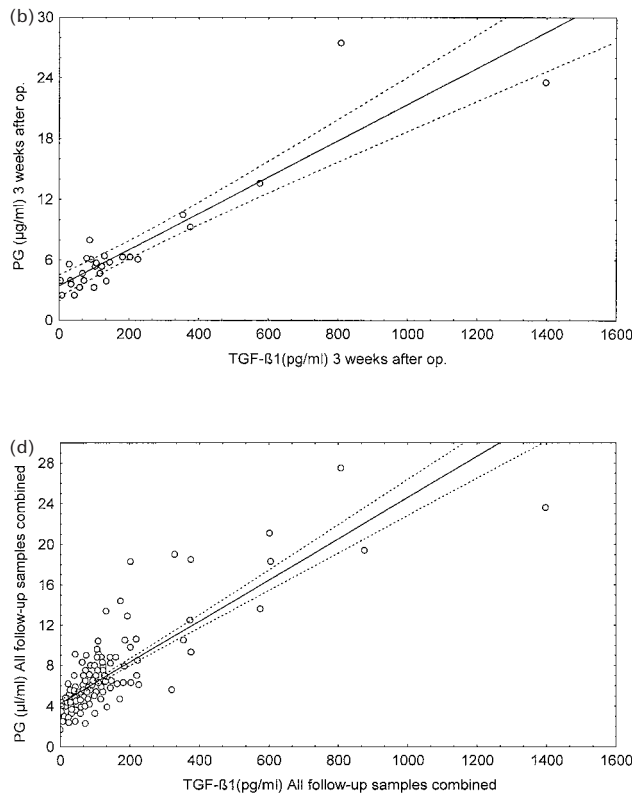 (b)
30
24
18
12
6
0
PG (µg/ml) 3 weeks after op.
0 200 400 600 800 1000 1200 1400 1600
TGF-ß1(pg/ml) 3 weeks after op.
(d)
28
24
20
16
12
8
4
0
PG (µl/ml) All follow-up samples combined
0 200 400 600 800 1000 1200 1400 1600
TGF-ß1(pg/ml) All follow-up samples combined